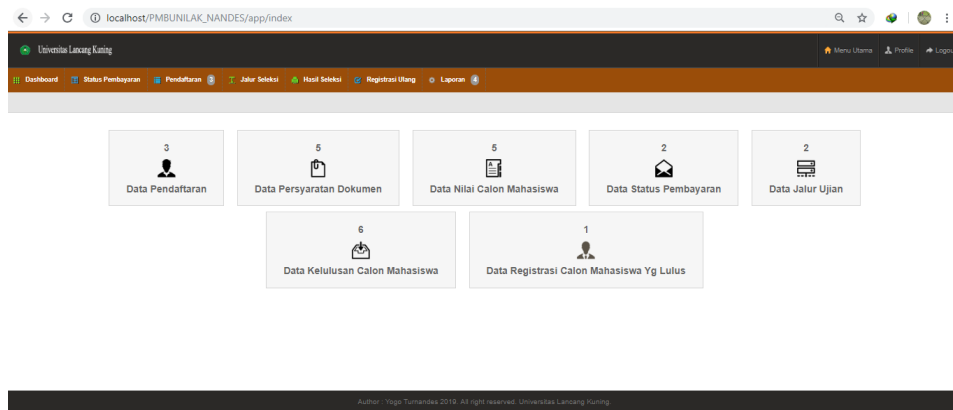 localhost/PMBUNILAK_NANDES/app/index
Universitas Lancang Kuning
Menu Utama Profile Logou
Dashboard Status Pembayaran Pendaftaran 3 Jalur Seleksi Hasil Seleksi Registrasi Ulang Laporan 4
3 5 5 2 2
Data Pendaftaran Data Persyaratan Dokumen Data Nilai Calon Mahasiswa Data Status Pembayaran Data Jalur Ujian
6 1
Data Kelulusan Calon Mahasiswa Data Registrasi Calon Mahasiswa Yg Lulus
Author : Yogo Turnandes 2019. All right reserved. Universitas Lancang Kuning.